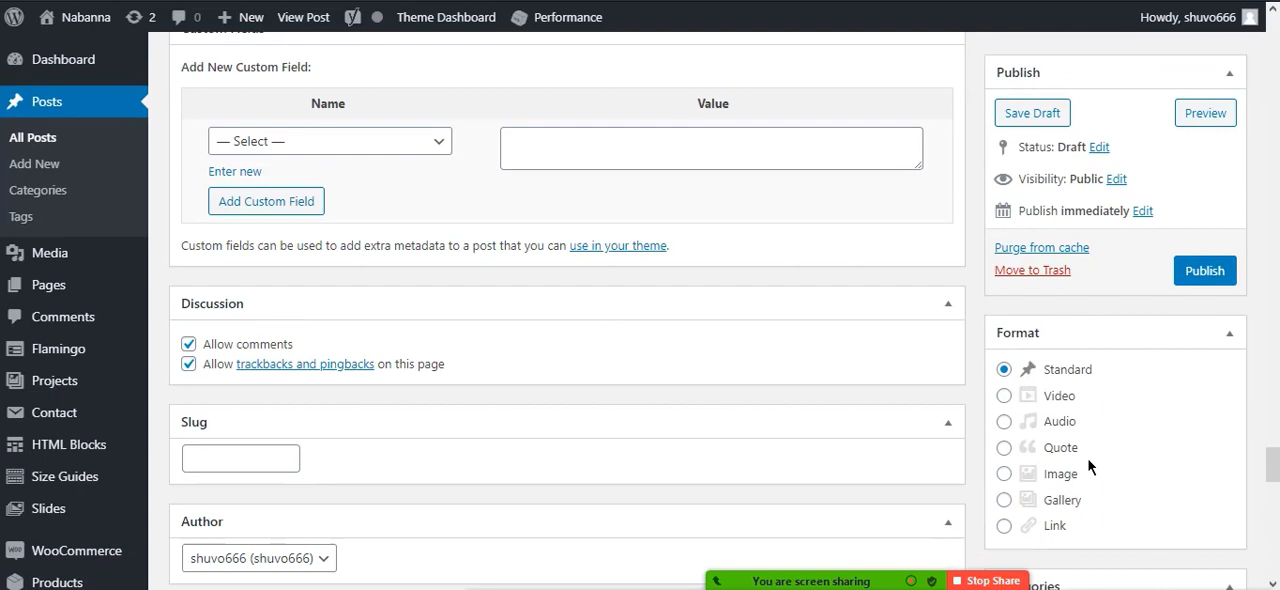 Nabanna 2 0 New View Post Theme Dashboard Performance Howdy, shuvo666
Dashboard
Posts
All Posts
Add New
Categories
Tags
Media
Pages
Comments
Flamingo
Projects
Contact
HTML Blocks
Size Guides
Slides
WooCommerce
Products
Custom Fields
Add New Custom Field:
Name Value
— Select —
Enter new
Add Custom Field
Custom fields can be used to add extra metadata to a post that you can use in your theme.
Discussion
Allow comments
Allow trackbacks and pingbacks on this page
Slug
Author
shuvo666 (shuvo666)
Publish
Save Draft Preview
Status: Draft Edit
Visibility: Public Edit
Publish immediately Edit
Purge from cache
Move to Trash
Publish
Format
Standard
Video
Audio
Quote
Image
Gallery
Link
You are screen sharing Stop Share